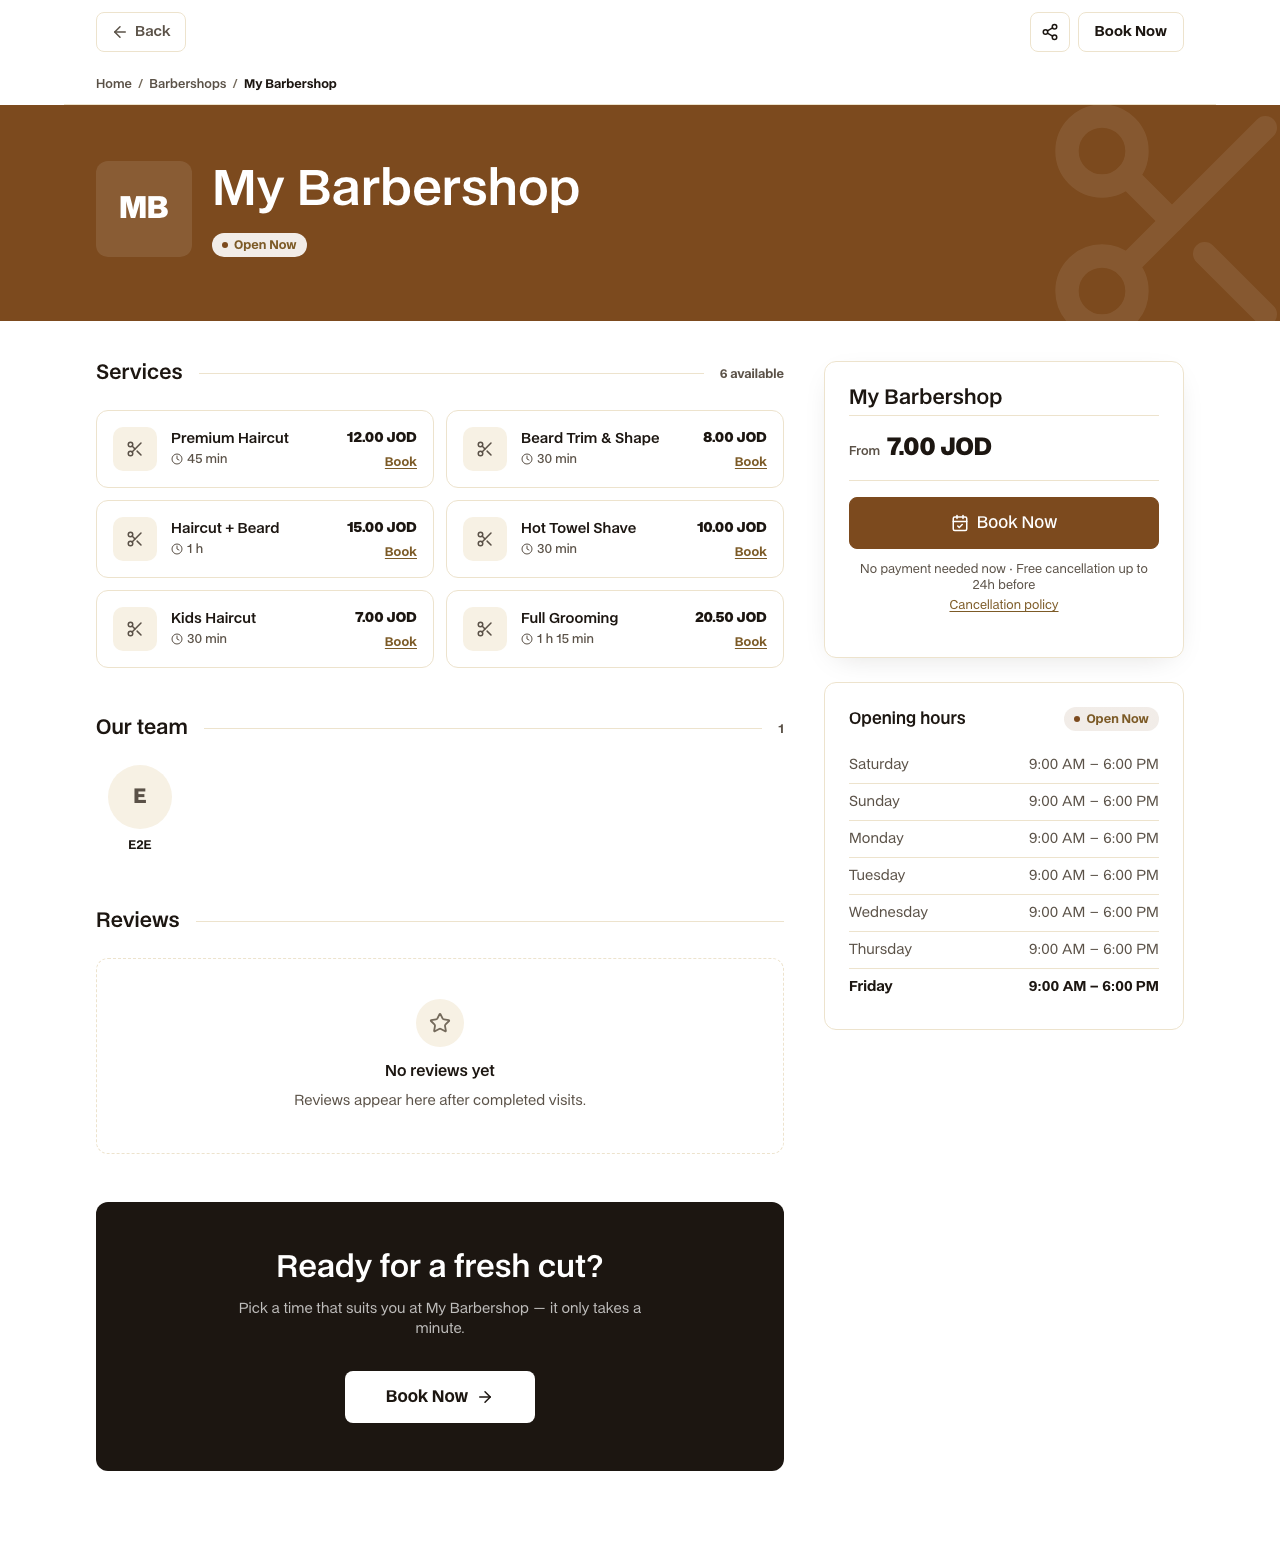 Back
Book Now
Home / Barbershops / My Barbershop
MB
My Barbershop
Open Now
Services
6 available
Premium Haircut
45 min
12.00 JOD
Book
Beard Trim & Shape
30 min
8.00 JOD
Book
Haircut + Beard
1 h
15.00 JOD
Book
Hot Towel Shave
30 min
10.00 JOD
Book
Kids Haircut
30 min
7.00 JOD
Book
Full Grooming
1 h 15 min
20.50 JOD
Book
Our team
1
E
E2E
Reviews
No reviews yet
Reviews appear here after completed visits.
Ready for a fresh cut?
Pick a time that suits you at My Barbershop — it only takes a
minute.
Book Now
My Barbershop
From 7.00 JOD
Book Now
No payment needed now · Free cancellation up to
24h before
Cancellation policy
Opening hours
Open Now
Saturday 9:00 AM – 6:00 PM
Sunday 9:00 AM – 6:00 PM
Monday 9:00 AM – 6:00 PM
Tuesday 9:00 AM – 6:00 PM
Wednesday 9:00 AM – 6:00 PM
Thursday 9:00 AM – 6:00 PM
Friday 9:00 AM – 6:00 PM